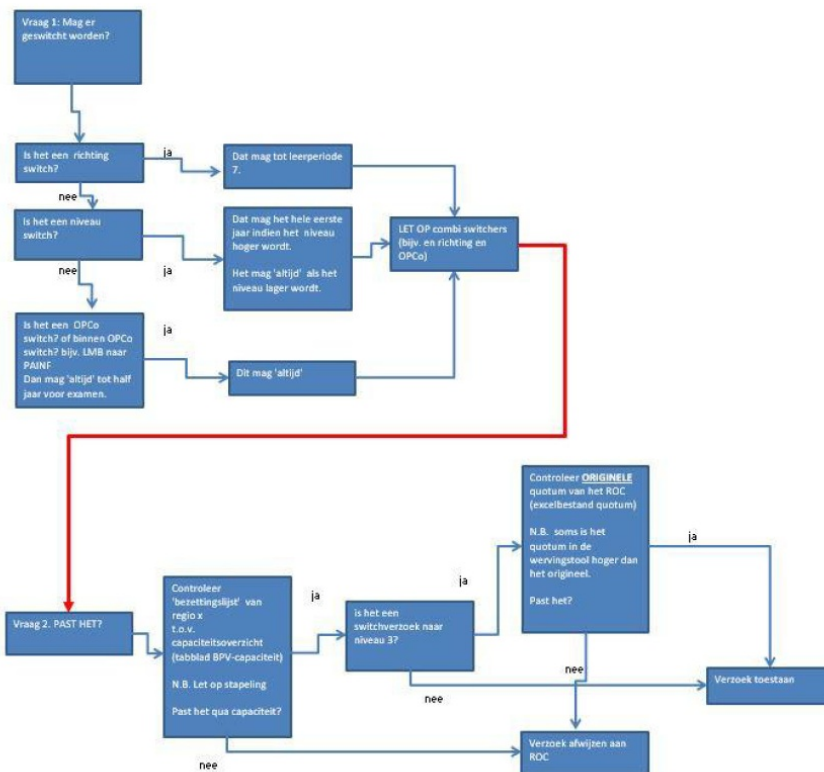 Vraag 1: Mag er
geswitcht worden?
Is het een richting
switch?
ja
Dat mag tot leerperiode
7.
nee
Is het een niveau
switch?
ja
Dat mag het hele eerste
jaar indien het niveau
hoger wordt.
Het mag 'altijd' als het
niveau lager wordt.
LET OP combi switchers
(bijv. en richting en
OPCo)
nee
Is het een OPCo
switch? of binnen OPCo
switch? bijv. LMB naar
PAINF
Dan mag 'altijd' tot half
jaar voor examen.
ja
Dit mag 'altijd'
Vraag 2. PAST HET?
Controleer
'bezettingslijst' van
regio x
t.o.v.
capaciteitsoverzicht
(tabblad BPV-capaciteit)
N.B. Let op stapeling
Past het qua capaciteit?
ja
nee
is het een
switchverzoek naar
niveau 3?
ja
nee
Controleer ORIGINELE
quotum van het ROC
(excelbestand quotum)
N.B. soms is het
quotum in de
wervingstool hoger dan
het origineel.
Past het?
ja
nee
Verzoek toestaan
Verzoek afwijzen aan
ROC